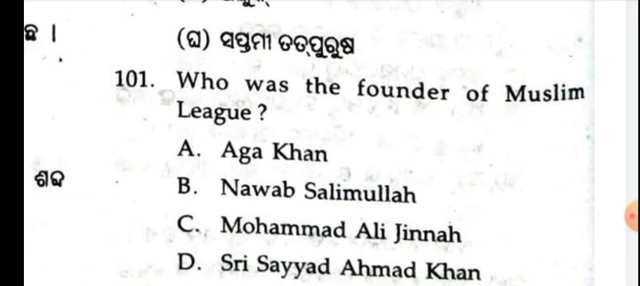 ଛ |
(ଘ) ସପ୍ତମୀ ତତ୍ପୁରୁଷ
101. Who was the founder of Muslim
League ?
A. Aga Khan
ଶବ୍ଦ
B. Nawab Salimullah
C. Mohammad Ali Jinnah
D. Sri Sayyad Ahmad Khan